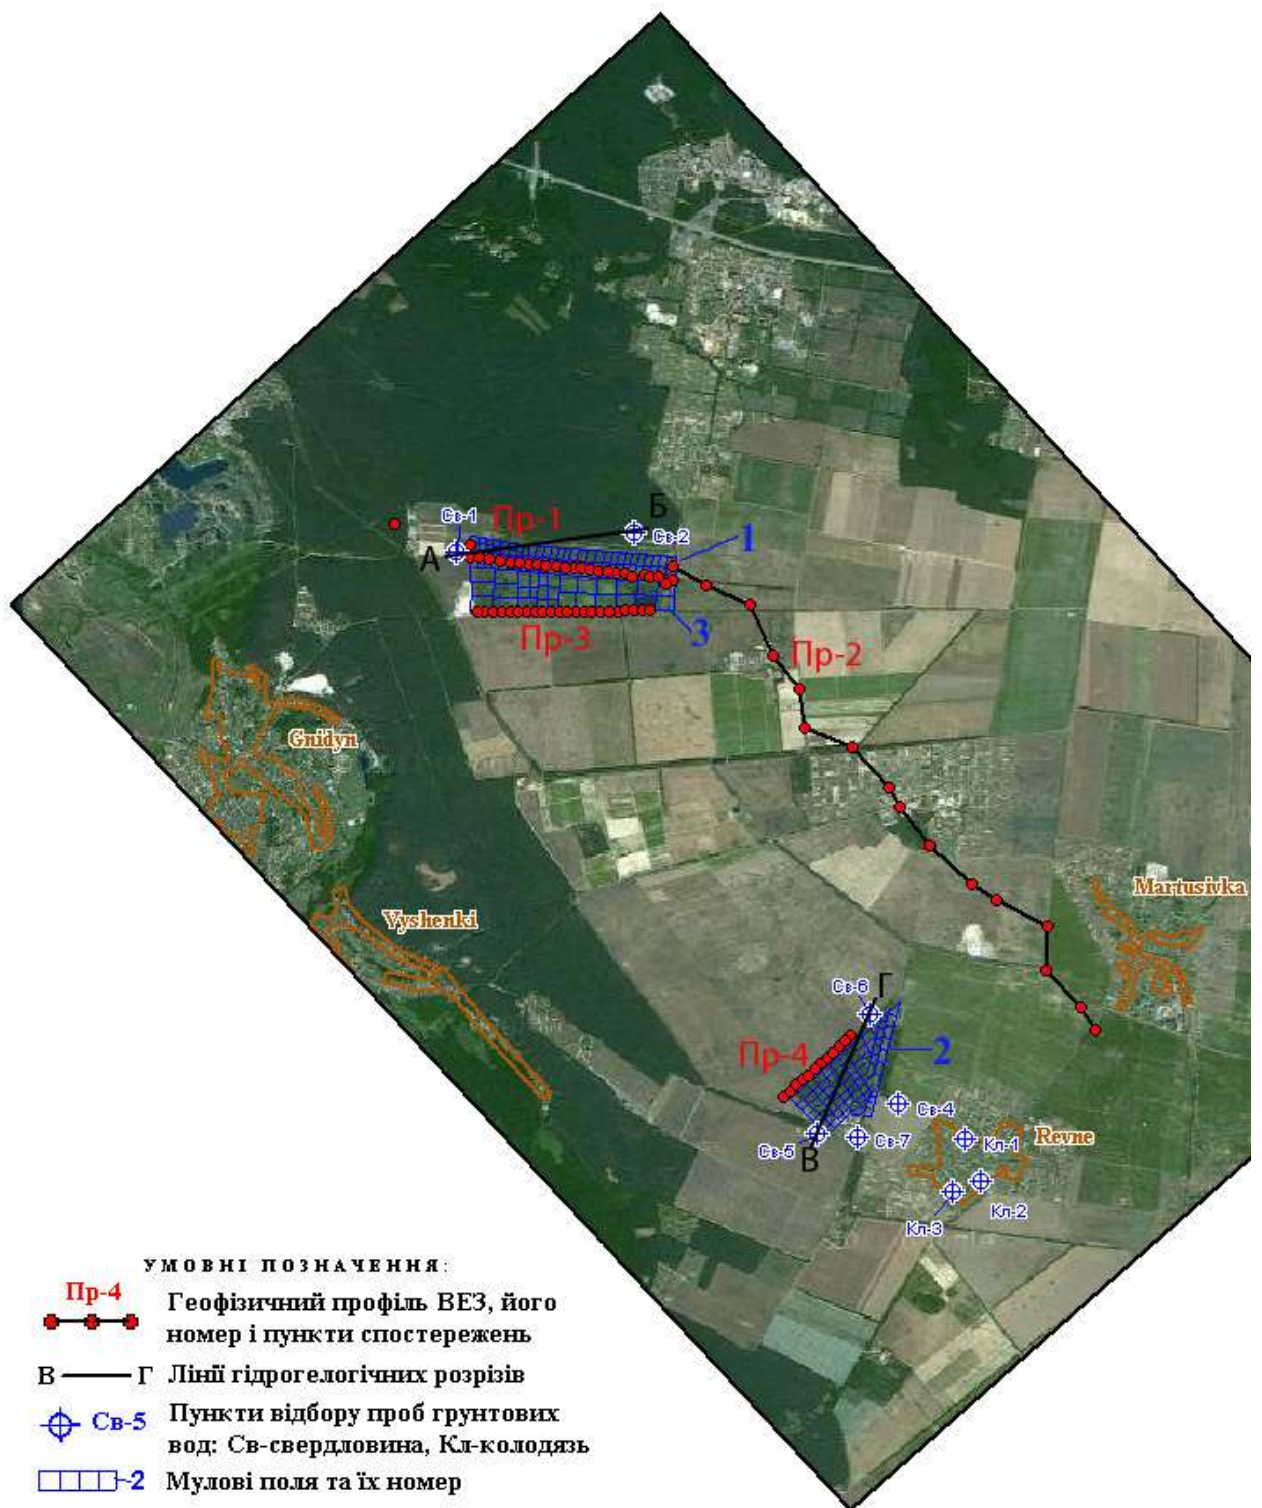 Св-1
Пр-1
Б
Св-2
1
А
3
Пр-3
Пр-2
Gnidyn
Martusivka
Vyshenki
Св-6
Г
Пр-4
2
Св-4
Св-5
В
Св-7
Кл-1
Revne
Кл-2
Кл-3
УМОВНІ ПОЗНАЧЕННЯ:
Пр-4
Геофізичний профіль ВЕЗ, його
номер і пункти спостережень
В Г Лінії гідрогелогічних розрізів
Св-5 Пункти відбору проб грунтових
вод: Св-свердловина, Кл-колодязь
2 Мулові поля та їх номер